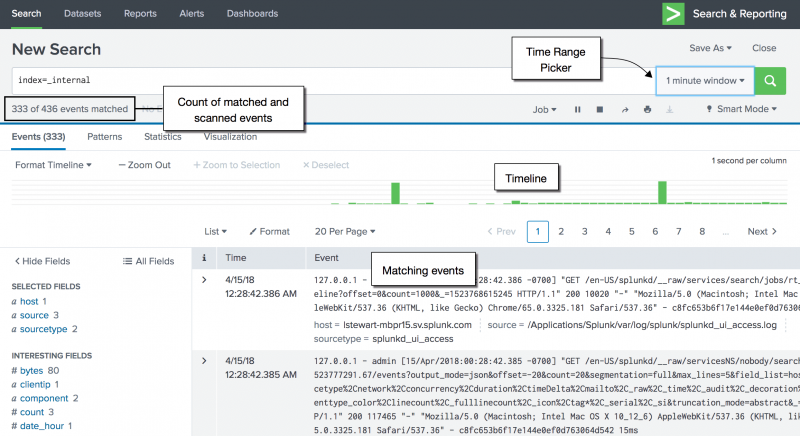 Search Datasets Reports Alerts Dashboards Search & Reporting
New Search
Time Range Picker
Save As Close
index=_internal
1 minute window
333 of 436 events matched
Count of matched and scanned events
Job Smart Mode
Events (333) Patterns Statistics Visualization
Format Timeline — Zoom Out + Zoom to Selection × Deselect
1 second per column
Timeline
List Format 20 Per Page < Prev 1 2 3 4 5 6 7 8 ... Next >
Matching events
< Hide Fields All Fields
i Time Event
SELECTED FIELDS
a host 1
a source 3
a sourcetype 2
INTERESTING FIELDS
# bytes 80
a clientip 1
a component 2
# count 3
# date_hour 1
4/15/18
12:28:42.386 AM
127.0.0.1 - [15/Apr/2018:00:28:42.386 -0700] "GET /en-US/splunkd/__raw/services/search/jobs/rt_
eline?offset=0&count=1000&_=1523768615245 HTTP/1.1" 200 10020 "-" "Mozilla/5.0 (Macintosh; Intel Mac
leWebKit/537.36 (KHTML, like Gecko) Chrome/65.0.3325.181 Safari/537.36" - c8fc653b6f17e144e0ef0d76306
host = lstewart-mbpr15.sv.splunk.com source = /Applications/Splunk/var/log/splunk/splunkd_ui_access.log
sourcetype = splunkd_ui_access
4/15/18
12:28:42.385 AM
127.0.0.1 - admin [15/Apr/2018:00:28:42.385 -0700] "GET /en-US/splunkd/__raw/servicesNS/nobody/search
523777291.67/events?output_mode=json&offset=-20&count=20&segmentation=full&max_lines=5&field_list=hos
cetype%2Cnetwork%2Cconcurrency%2Cduration%2CtimeDelta%2Cmailto%2C_raw%2C_time%2C_audit%2C_decoration%
enttype_color%2Clinecount%2C_fulllinecount%2C_icon%2Ctag*%2C_serial%2C_si&truncation_mode=abstract&_=
P/1.1" 200 117465 "-" "Mozilla/5.0 (Macintosh; Intel Mac OS X 10_12_6) AppleWebKit/537.36 (KHTML, lik
5.0.3325.181 Safari/537.36" - c8fc653b6f17e144e0ef0d763064d542 15ms